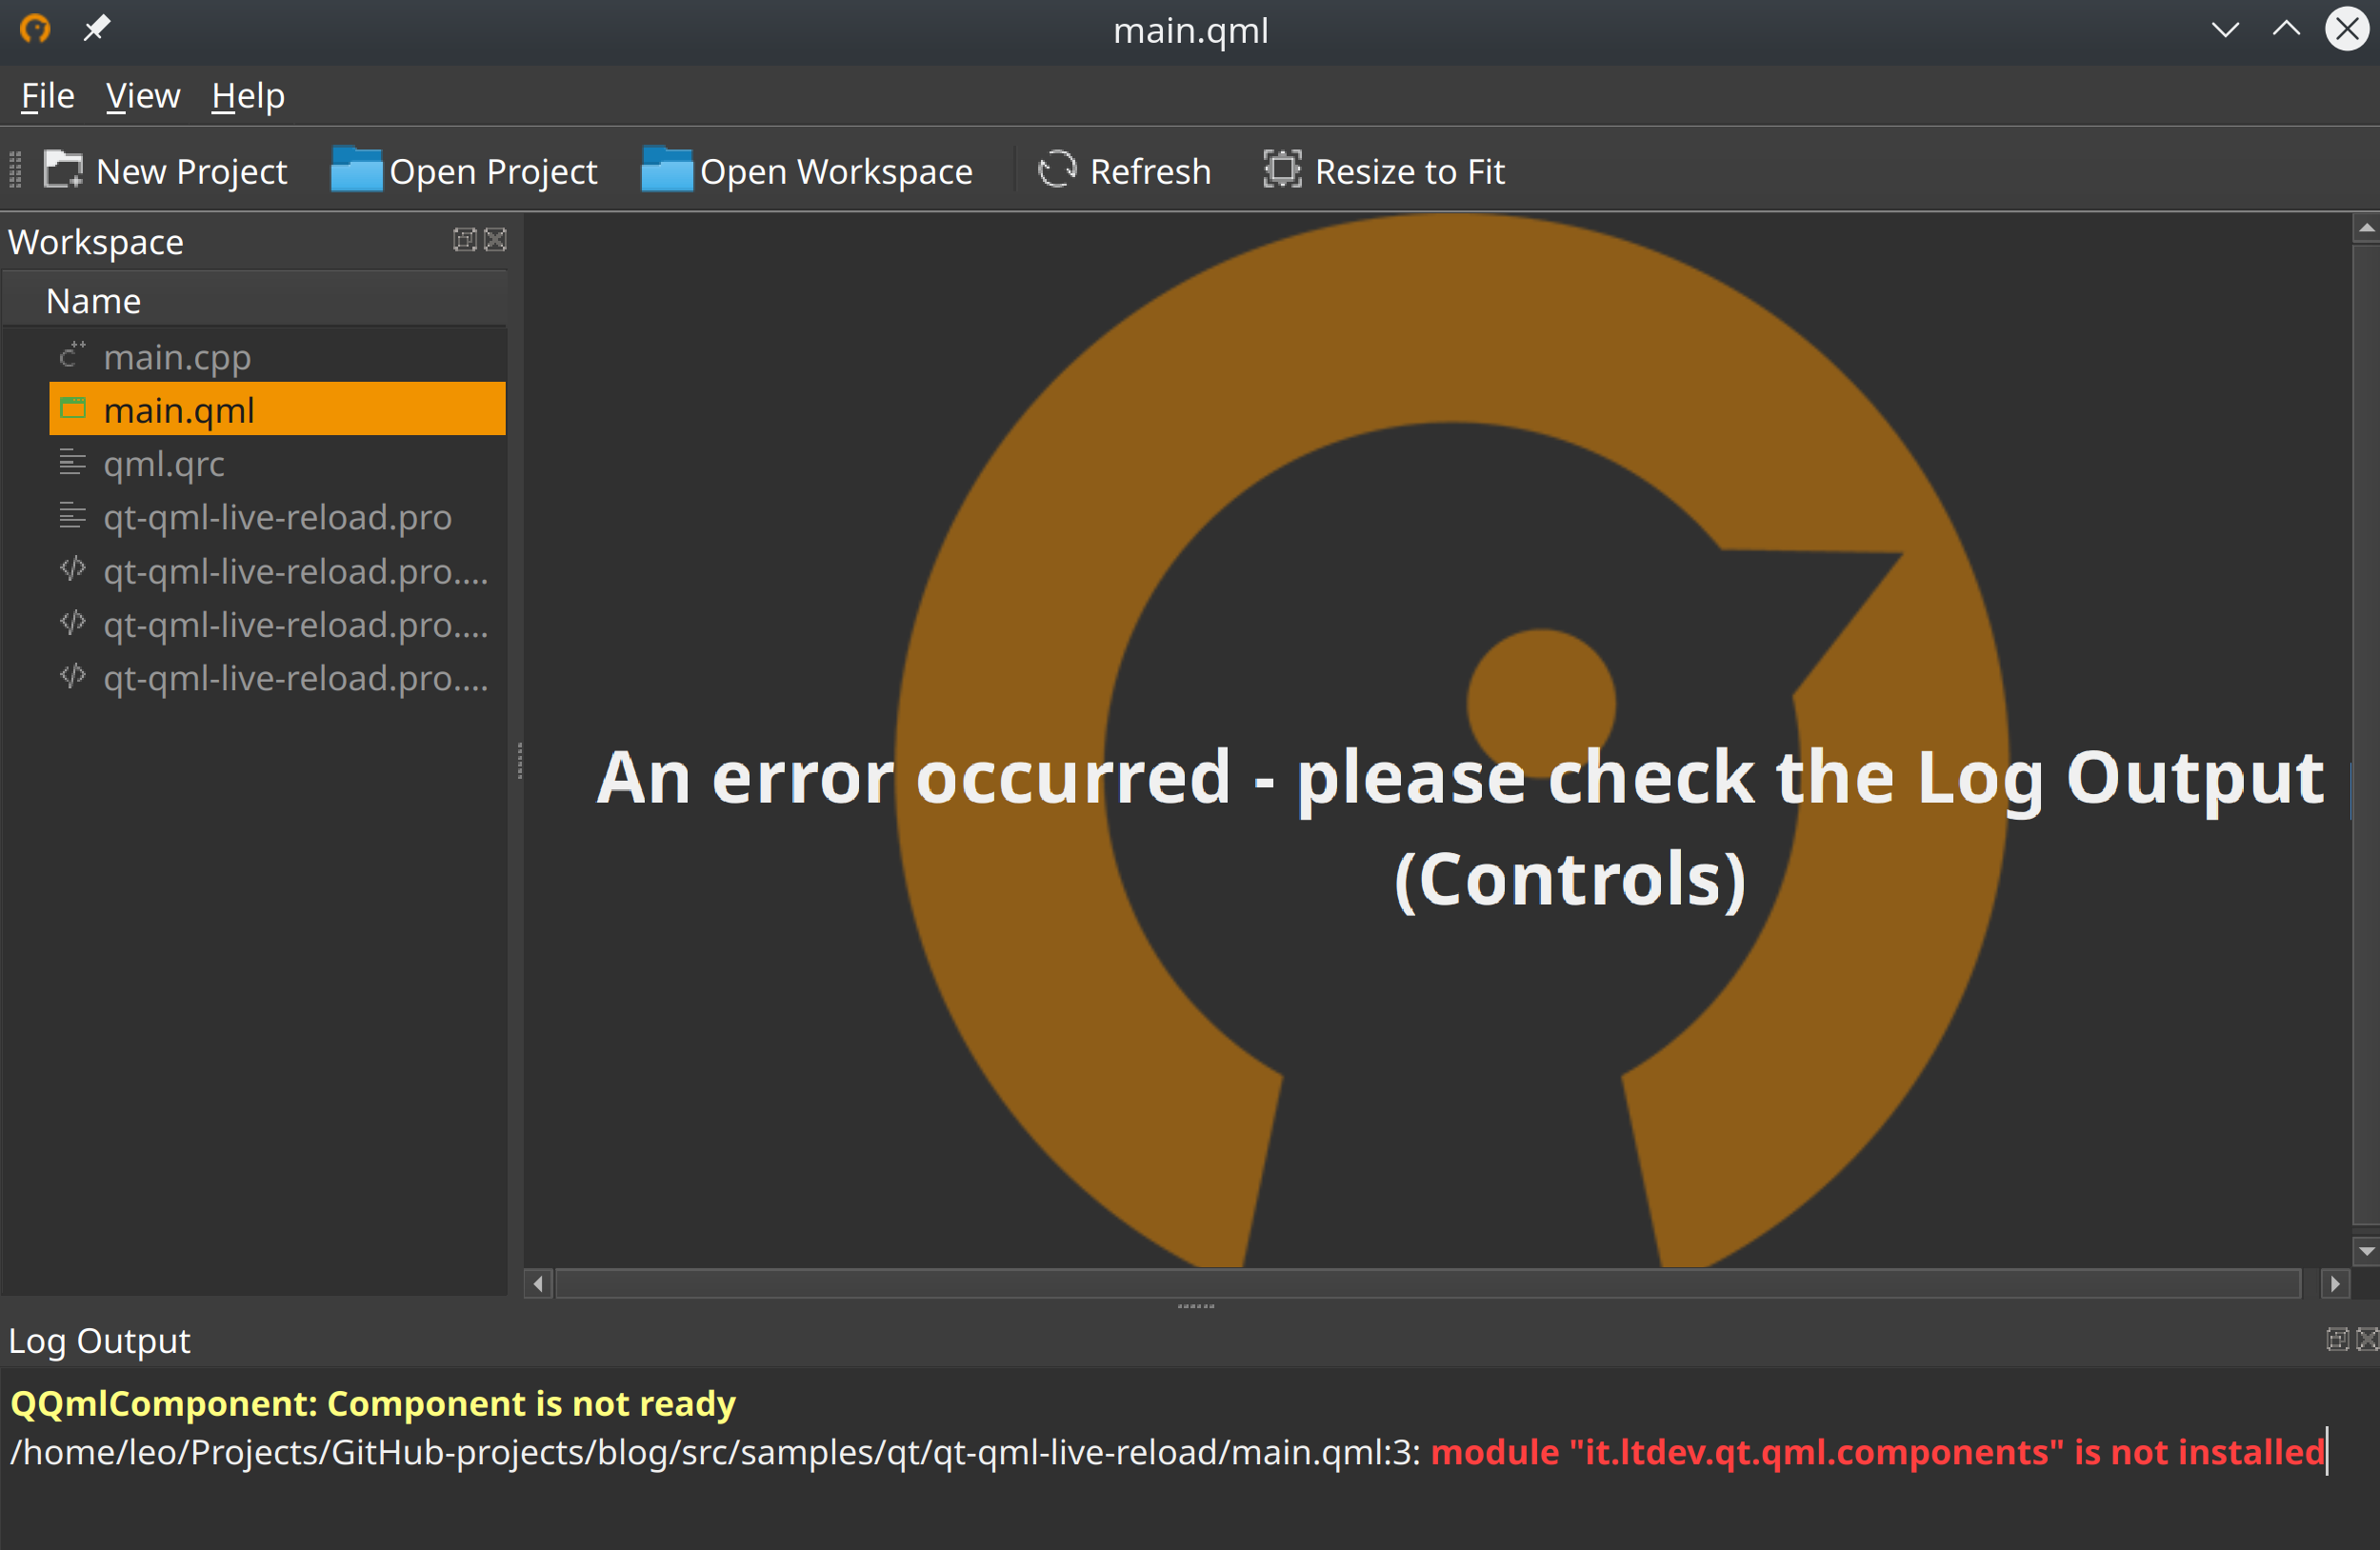 main.qml
File View Help
New Project Open Project Open Workspace Refresh Resize to Fit
Workspace
Name
main.cpp
main.qml
qml.qrc
qt-qml-live-reload.pro
qt-qml-live-reload.pro....
qt-qml-live-reload.pro....
qt-qml-live-reload.pro....
An error occurred - please check the Log Output
(Controls)
Log Output
QQmlComponent: Component is not ready
/home/leo/Projects/GitHub-projects/blog/src/samples/qt/qt-qml-live-reload/main.qml:3: module "it.ltdev.qt.qml.components" is not installed